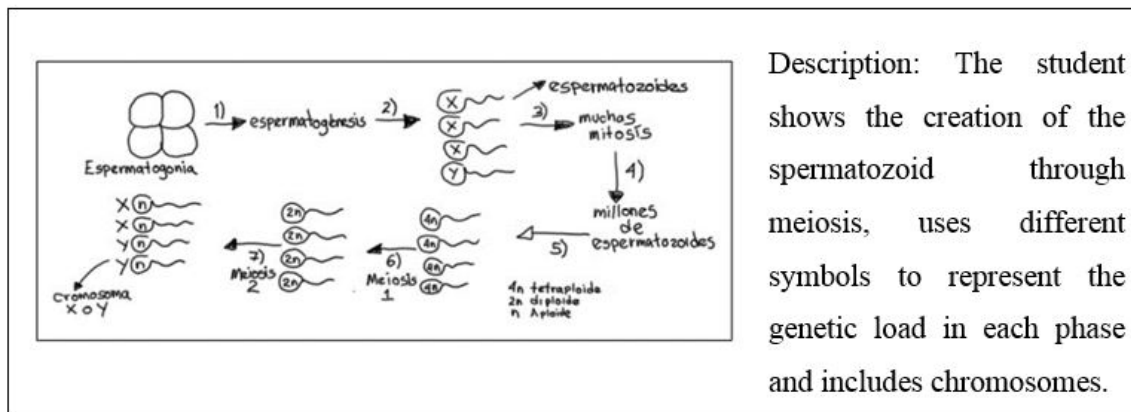 1)
espermatogénesis
2)
espermatozoides
X
X
X
Y
3)
muchas
mitosis
Espermatogonia
4)
millones
de
espermatozoides
5)
4n
4n
4n
4n
6)
Meiosis
1
2n
2n
2n
2n
7)
Meiosis
2
X n
X n
Y n
Y n
cromosoma
X o Y
4n tetraploide
2n diploide
n Aploide
Description: The student
shows the creation of the
spermatozoid through
meiosis, uses different
symbols to represent the
genetic load in each phase
and includes chromosomes.